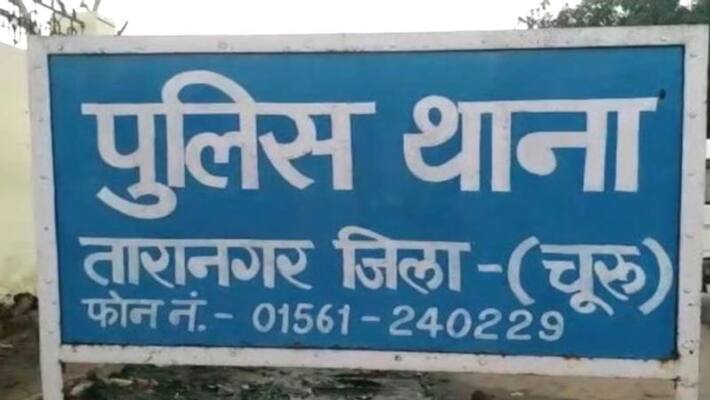 पुलिस थाना
तारानगर जिला -(चूरू)
फोन नं.- 01561-240229